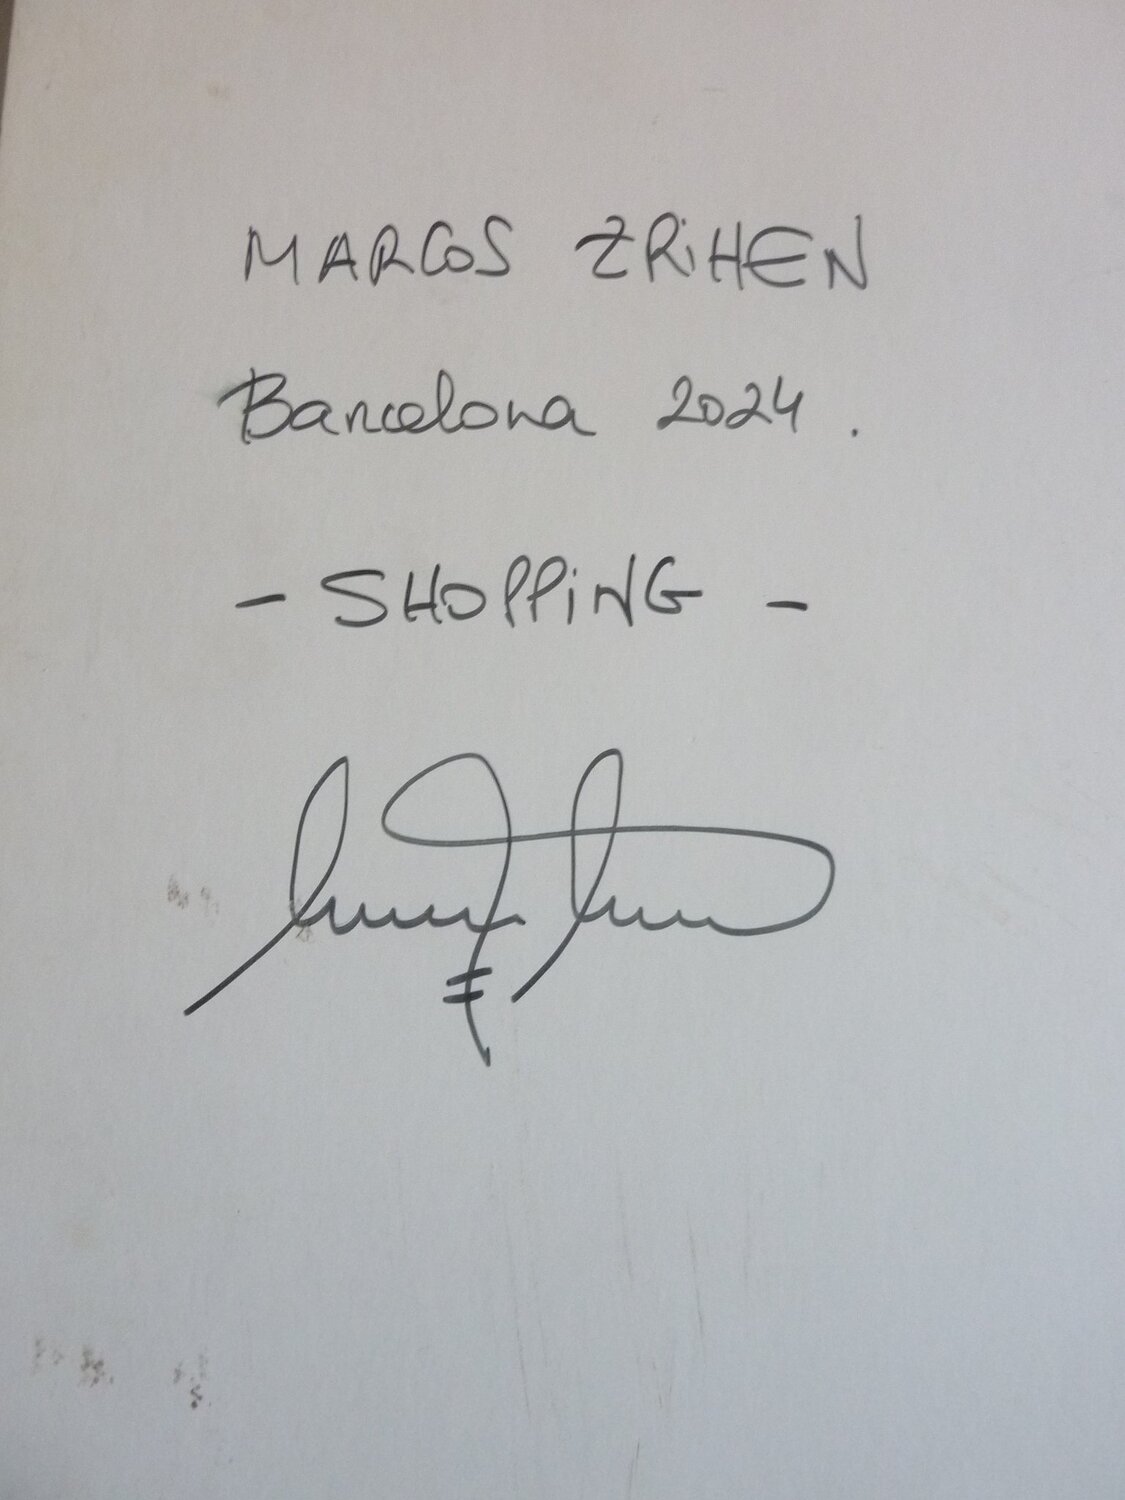 MARCOS ZRiHEN
Barcelona 2024.
- SHOPPiNG -